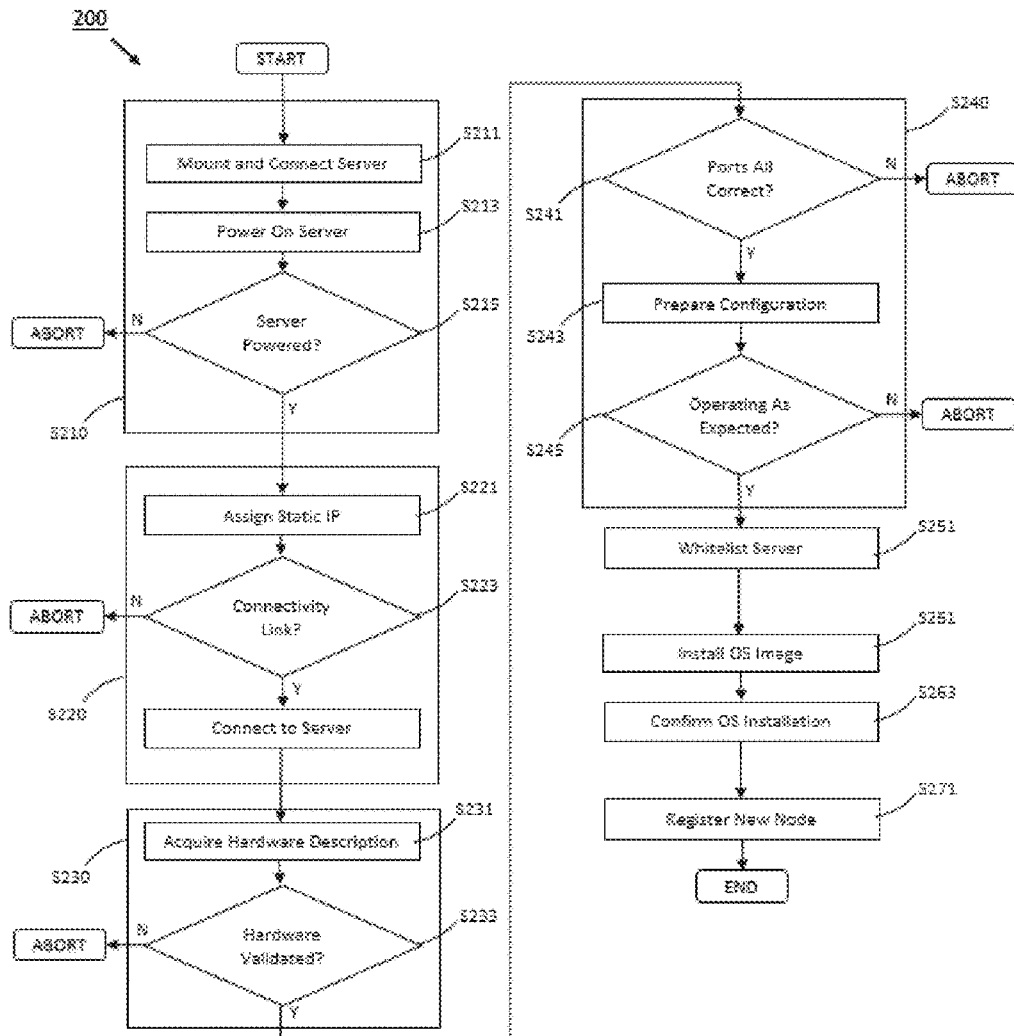 200
START
S211
Mount and Connect Server
S213
Power On Server
S215
Server
Powered?
N
ABORT
Y
S210
S221
Assign Static IP
S223
Connectivity
Link?
N
ABORT
Y
S220
Connect to Server
S231
Acquire Hardware Description
S230
S233
Hardware
Validated?
N
ABORT
Y
S240
Ports All
Correct?
N
ABORT
S241
Y
Prepare Configuration
S243
Operating As
Expected?
N
ABORT
S245
Y
S251
Whitelist Server
S261
Install OS Image
S263
Confirm OS Installation
S271
Register New Node
END